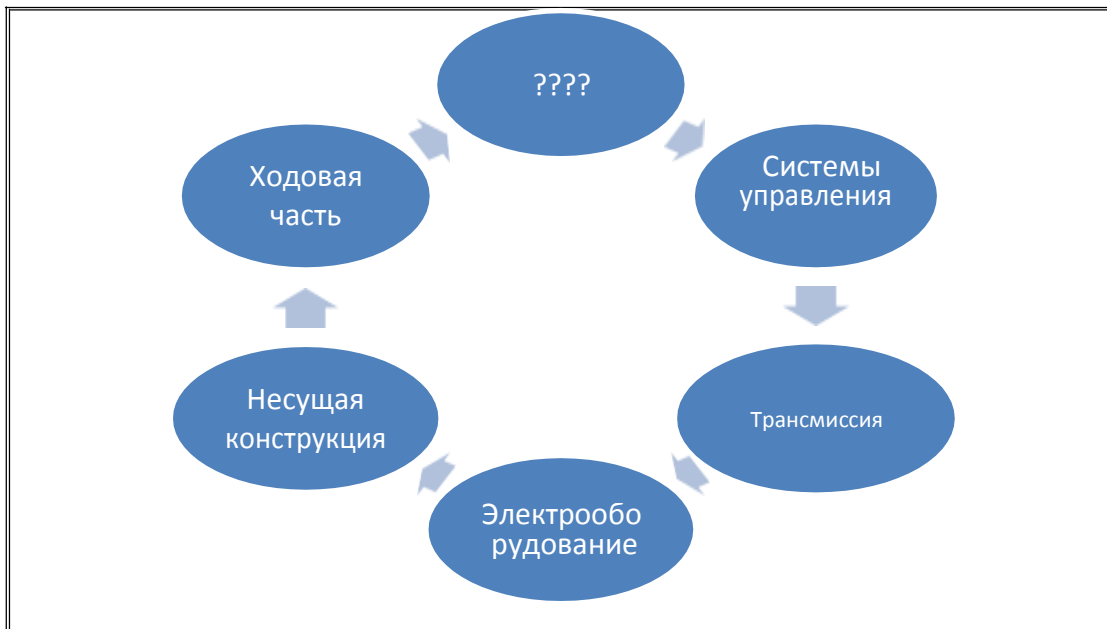 ????
Системы
управления
Трансмиссия
Электрообо
рудование
Несущая
конструкция
Ходовая
часть